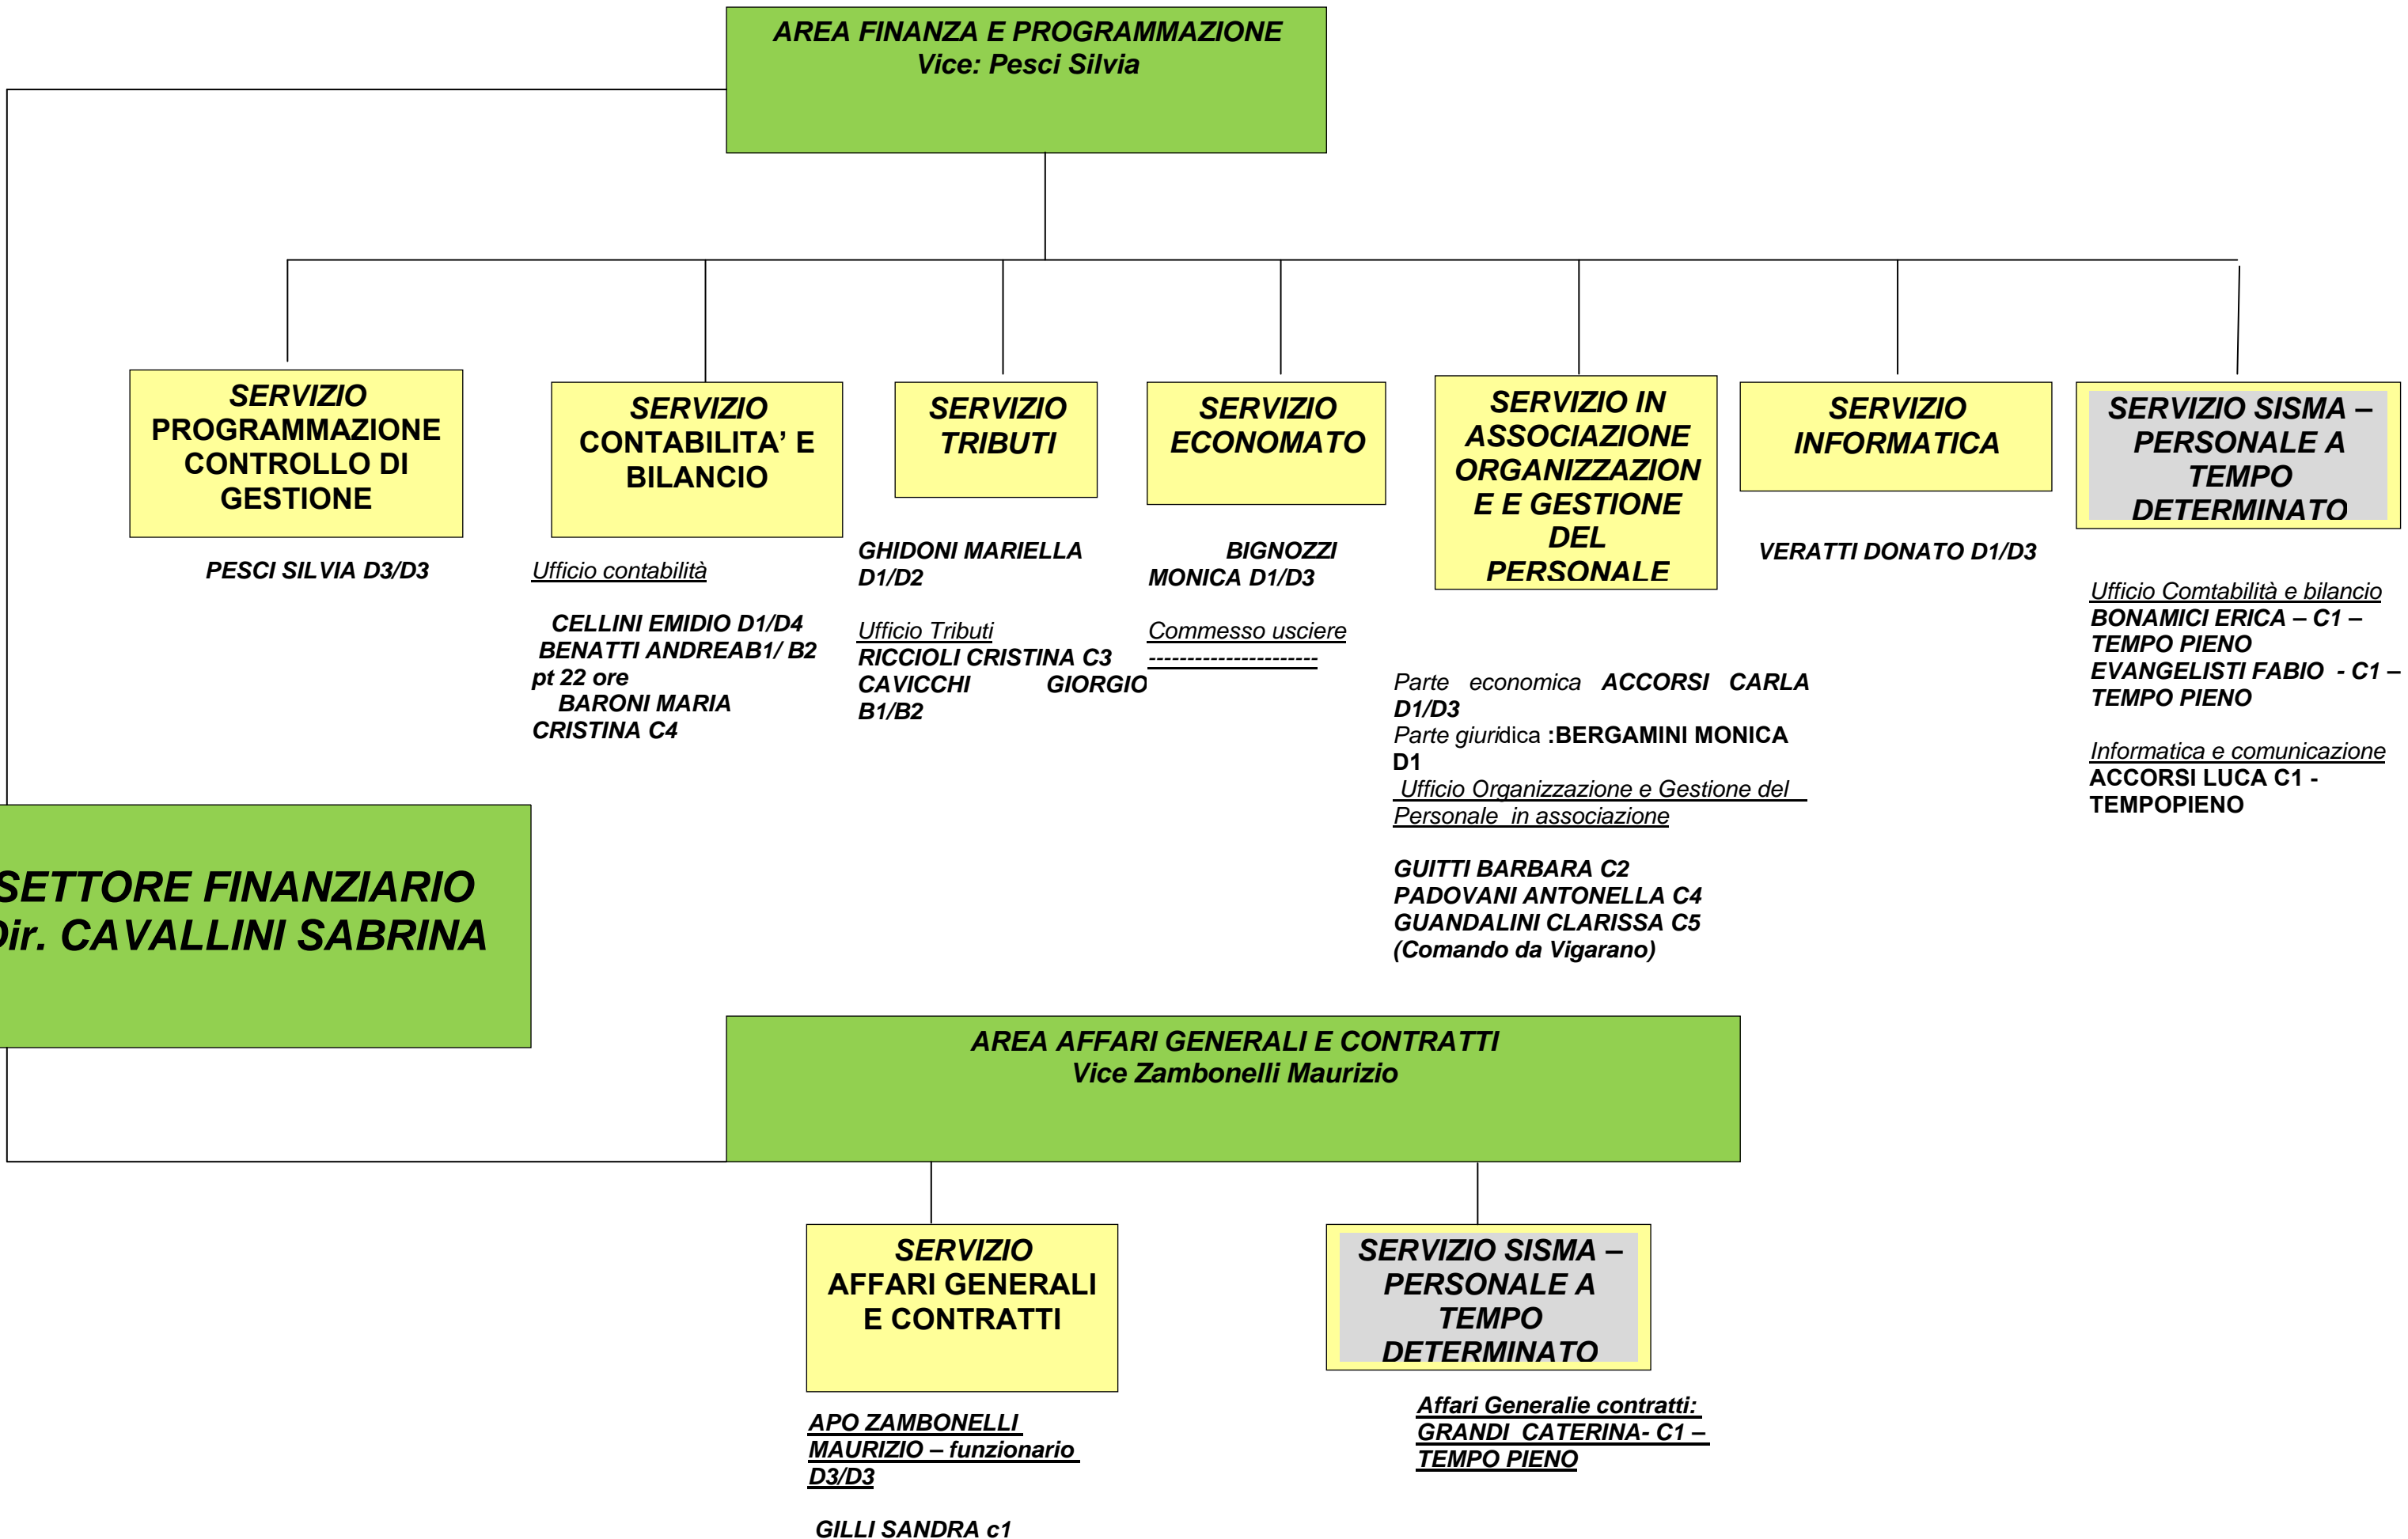 AREA FINANZA E PROGRAMMAZIONE
Vice: Pesci Silvia
SERVIZIO
PROGRAMMAZIONE
CONTROLLO DI
GESTIONE
PESCI SILVIA D3/D3
SERVIZIO
CONTABILITA’ E
BILANCIO
Ufficio contabilità
CELLINI EMIDIO D1/D4
BENATTI ANDREAB1/ B2
pt 22 ore
BARONI MARIA
CRISTINA C4
SERVIZIO
TRIBUTI
GHIDONI MARIELLA
D1/D2
Ufficio Tributi
RICCIOLI CRISTINA C3
CAVICCHI GIORGIO
B1/B2
SERVIZIO
ECONOMATO
BIGNOZZI
MONICA D1/D3
Commesso usciere
----------------------
SERVIZIO IN
ASSOCIAZIONE
ORGANIZZAZION
E E GESTIONE
DEL
PERSONALE
Parte economica ACCORSI CARLA
D1/D3
Parte giuridica :BERGAMINI MONICA
D1
Ufficio Organizzazione e Gestione del
Personale in associazione
GUITTI BARBARA C2
PADOVANI ANTONELLA C4
GUANDALINI CLARISSA C5
(Comando da Vigarano)
SERVIZIO
INFORMATICA
VERATTI DONATO D1/D3
SERVIZIO SISMA –
PERSONALE A
TEMPO
DETERMINATO
Ufficio Comtabilità e bilancio
BONAMICI ERICA – C1 –
TEMPO PIENO
EVANGELISTI FABIO - C1 –
TEMPO PIENO
Informatica e comunicazione
ACCORSI LUCA C1 -
TEMPOPIENO
SETTORE FINANZIARIO
Dir. CAVALLINI SABRINA
AREA AFFARI GENERALI E CONTRATTI
Vice Zambonelli Maurizio
SERVIZIO
AFFARI GENERALI
E CONTRATTI
APO ZAMBONELLI
MAURIZIO – funzionario
D3/D3
GILLI SANDRA c1
SERVIZIO SISMA –
PERSONALE A
TEMPO
DETERMINATO
Affari Generalie contratti:
GRANDI CATERINA- C1 –
TEMPO PIENO